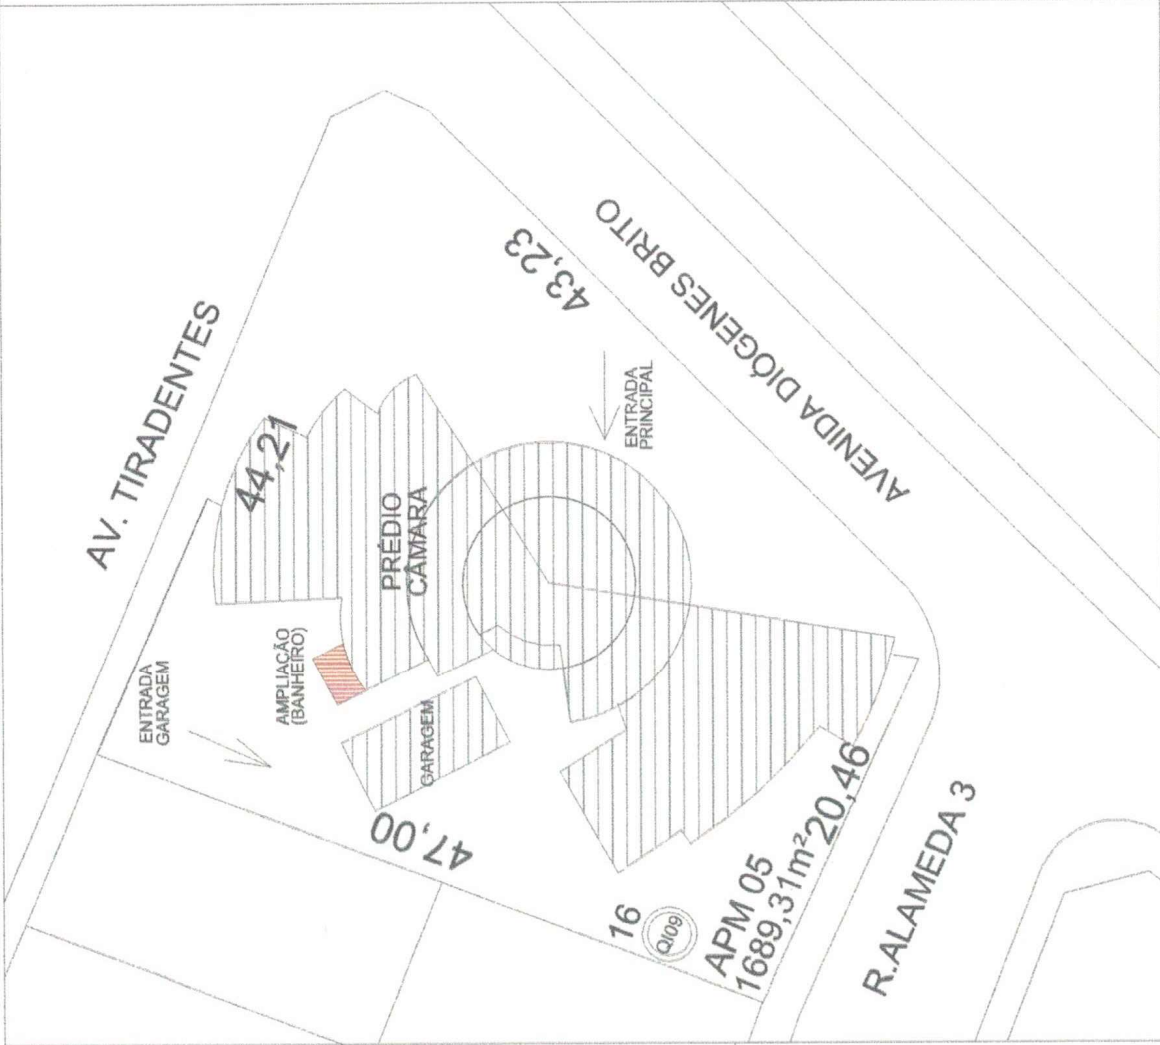 AV. TIRADENTES
44,21
43,23
AVENIDA DIÓGENES BRITO
ENTRADA
PRINCIPAL
PRÉDIO
CÂMARA
AMPLIAÇÃO
(BANHEIRO)
ENTRADA
GARAGEM
GARAGEM
47,00
16
QI09
APM 05
1689,31m²
20,46
R.ALAMEDA 3